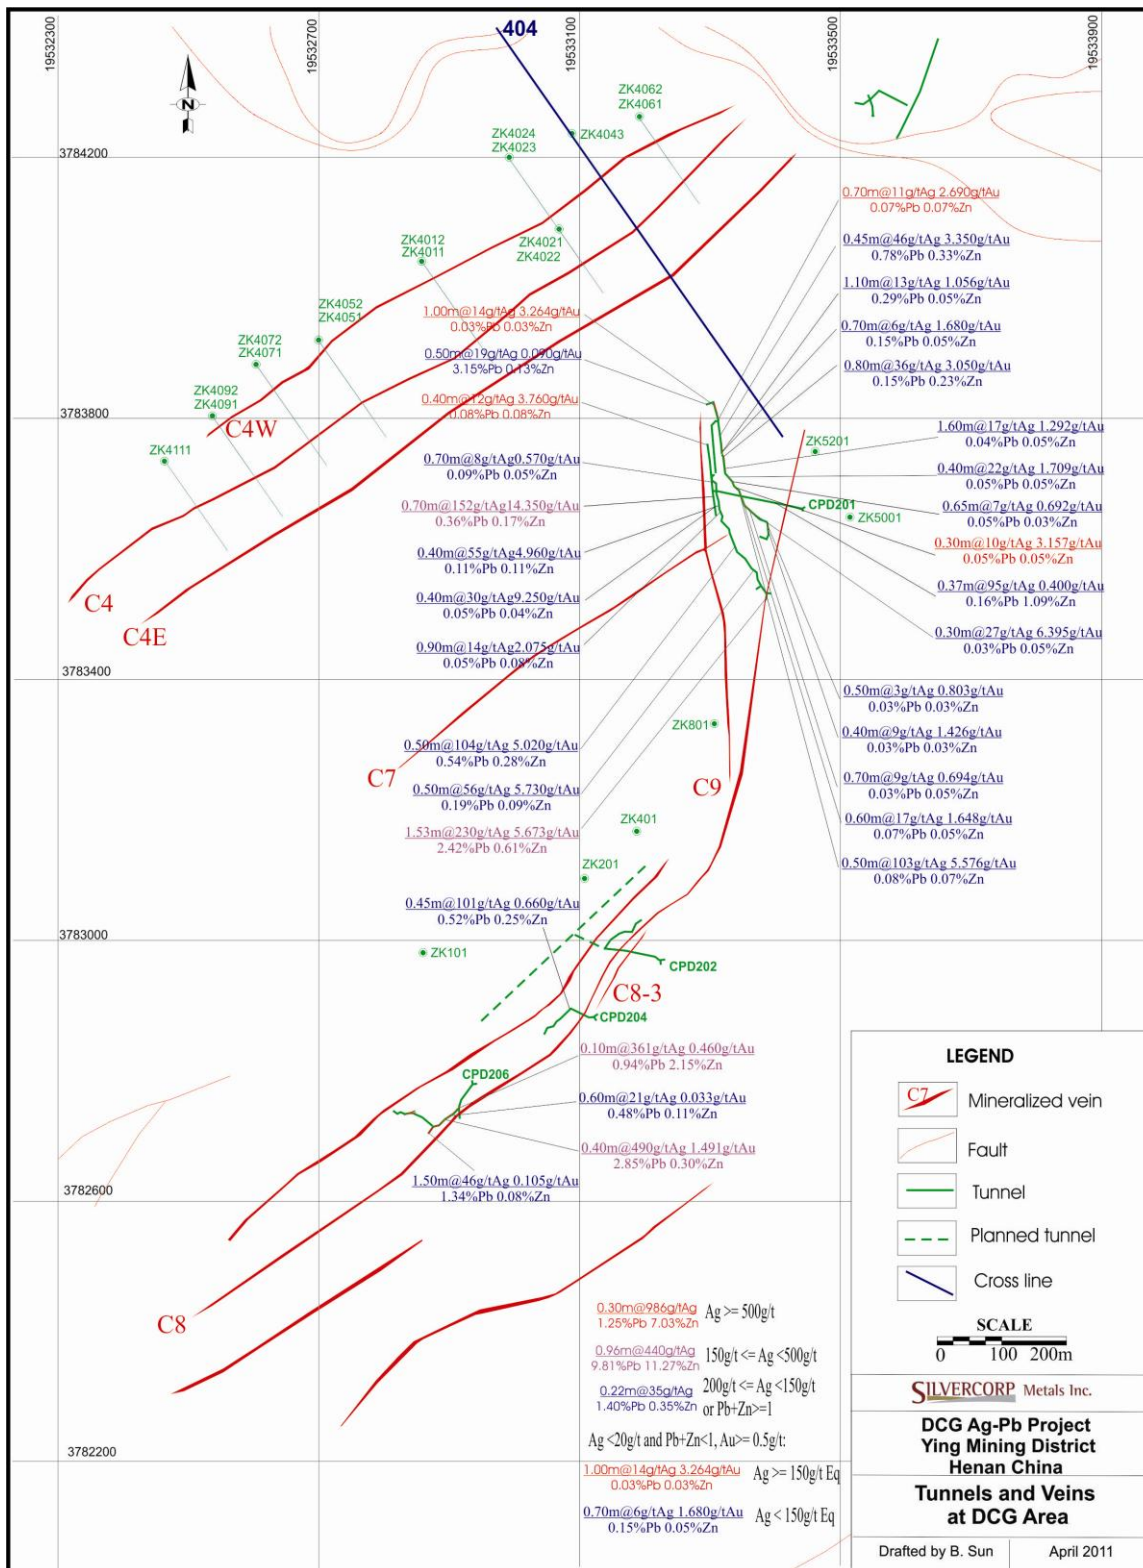 19532300
19532700
19533100
19533500
19533900
404
N
3784200
3783800
3783400
3783000
3782600
3782200
ZK4062
ZK4061
ZK4043
ZK4024
ZK4023
ZK4021
ZK4022
ZK4012
ZK4011
ZK4052
ZK4051
ZK4072
ZK4071
ZK4092
ZK4091
ZK4111
C4W
C4
C4E
C7
C9
C8-3
C8
ZK5201
CPD201
ZK5001
ZK801
ZK401
ZK201
ZK101
CPD202
CPD204
CPD206
1.00m@14g/tAg 3.264g/tAu
0.03%Pb 0.03%Zn
0.50m@19g/tAg 0.090g/tAu
3.15%Pb 0.13%Zn
0.40m@12g/tAg 3.760g/tAu
0.08%Pb 0.08%Zn
0.70m@8g/tAg0.570g/tAu
0.09%Pb 0.05%Zn
0.70m@152g/tAg14.350g/tAu
0.36%Pb 0.17%Zn
0.40m@55g/tAg4.960g/tAu
0.11%Pb 0.11%Zn
0.40m@30g/tAg9.250g/tAu
0.05%Pb 0.04%Zn
0.90m@14g/tAg2.075g/tAu
0.05%Pb 0.08%Zn
0.50m@104g/tAg 5.020g/tAu
0.54%Pb 0.28%Zn
0.50m@56g/tAg 5.730g/tAu
0.19%Pb 0.09%Zn
1.53m@230g/tAg 5.673g/tAu
2.42%Pb 0.61%Zn
0.45m@101g/tAg 0.660g/tAu
0.52%Pb 0.25%Zn
0.70m@11g/tAg 2.690g/tAu
0.07%Pb 0.07%Zn
0.45m@46g/tAg 3.350g/tAu
0.78%Pb 0.33%Zn
1.10m@13g/tAg 1.056g/tAu
0.29%Pb 0.05%Zn
0.70m@6g/tAg 1.680g/tAu
0.15%Pb 0.05%Zn
0.80m@36g/tAg 3.050g/tAu
0.15%Pb 0.23%Zn
1.60m@17g/tAg 1.292g/tAu
0.04%Pb 0.05%Zn
0.40m@22g/tAg 1.709g/tAu
0.05%Pb 0.05%Zn
0.65m@7g/tAg 0.692g/tAu
0.05%Pb 0.03%Zn
0.30m@10g/tAg 3.157g/tAu
0.05%Pb 0.05%Zn
0.37m@95g/tAg 0.400g/tAu
0.16%Pb 1.09%Zn
0.30m@27g/tAg 6.395g/tAu
0.03%Pb 0.05%Zn
0.50m@3g/tAg 0.803g/tAu
0.03%Pb 0.03%Zn
0.40m@9g/tAg 1.426g/tAu
0.03%Pb 0.03%Zn
0.70m@9g/tAg 0.694g/tAu
0.03%Pb 0.05%Zn
0.60m@17g/tAg 1.648g/tAu
0.07%Pb 0.05%Zn
0.50m@103g/tAg 5.576g/tAu
0.08%Pb 0.07%Zn
0.10m@361g/tAg 0.460g/tAu
0.94%Pb 2.15%Zn
0.60m@21g/tAg 0.033g/tAu
0.48%Pb 0.11%Zn
0.40m@490g/tAg 1.491g/tAu
2.85%Pb 0.30%Zn
1.50m@46g/tAg 0.105g/tAu
1.34%Pb 0.08%Zn
0.30m@986g/tAg
1.25%Pb 7.03%Zn
Ag >= 500g/t
0.96m@440g/tAg
9.81%Pb 11.27%Zn
150g/t <= Ag <500g/t
0.22m@35g/tAg
1.40%Pb 0.35%Zn
200g/t <= Ag <150g/t
or Pb+Zn>=1
Ag <20g/t and Pb+Zn<1, Au>= 0.5g/t:
1.00m@14g/tAg 3.264g/tAu
0.03%Pb 0.03%Zn
Ag >= 150g/t Eq
0.70m@6g/tAg 1.680g/tAu
0.15%Pb 0.05%Zn
Ag < 150g/t Eq
LEGEND
C7
Mineralized vein
Fault
Tunnel
Planned tunnel
Cross line
SCALE
0 100 200m
SILVERCORP Metals Inc.
DCG Ag-Pb Project
Ying Mining District
Henan China
Tunnels and Veins
at DCG Area
Drafted by B. Sun April 2011